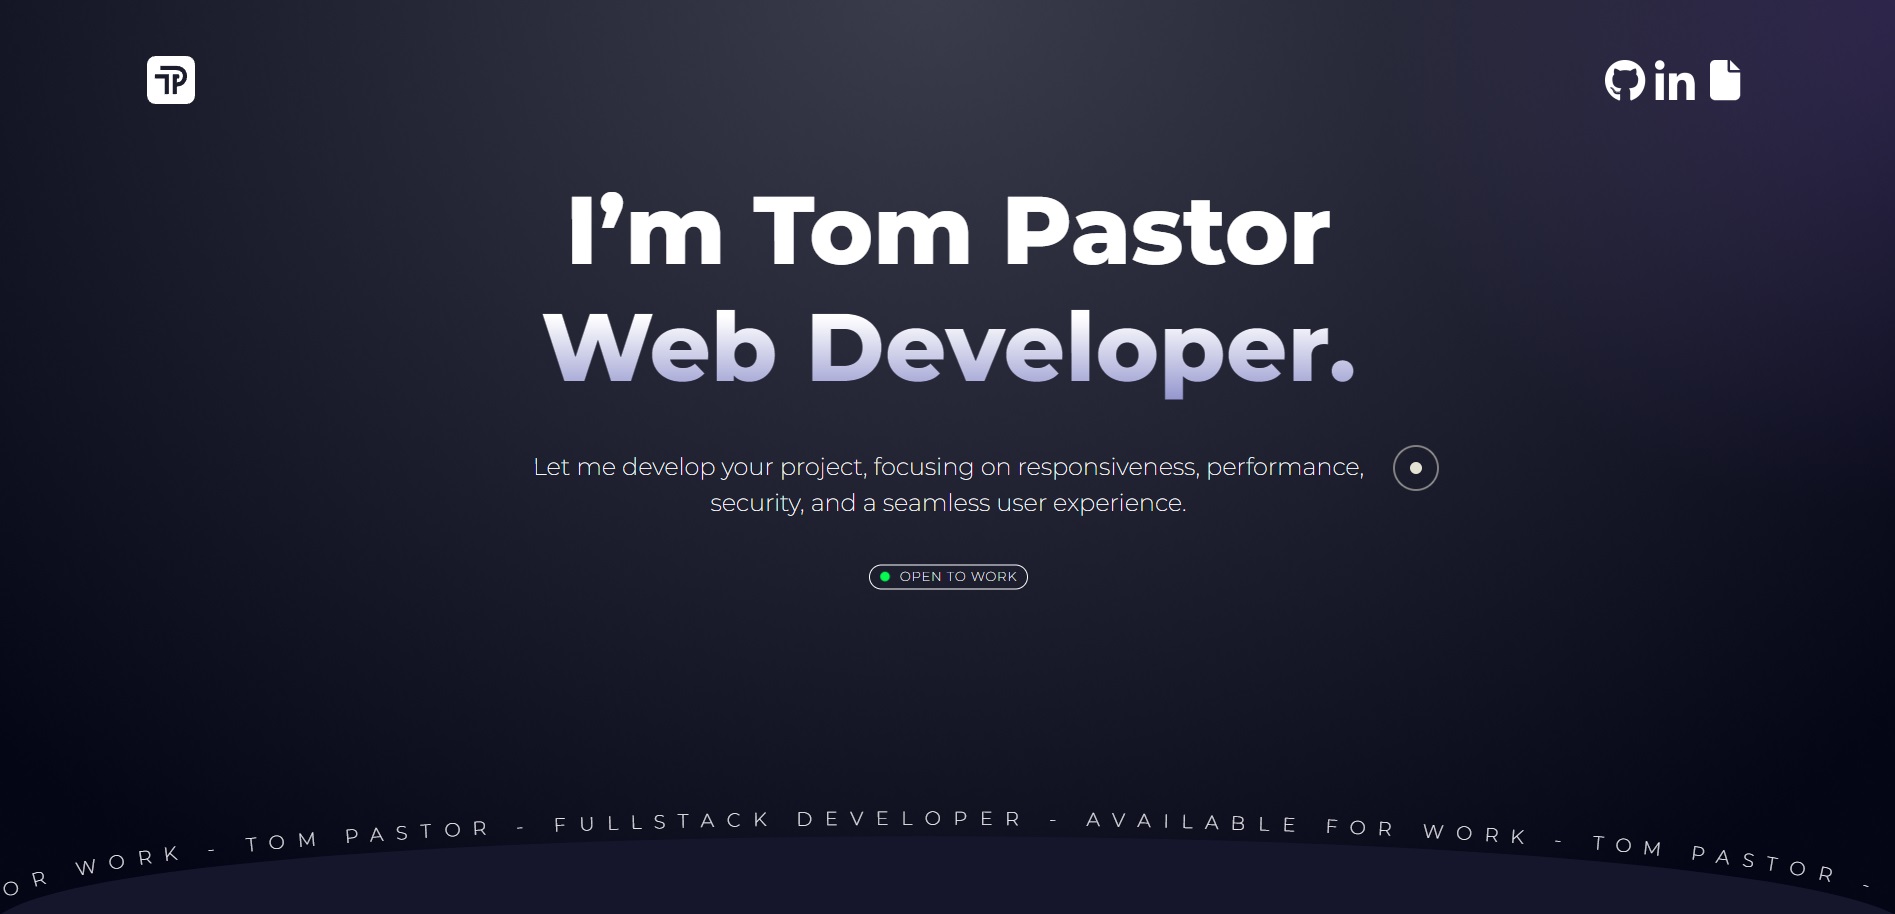 TP
in
I’m Tom Pastor
Web Developer.
Let me develop your project, focusing on responsiveness, performance,
security, and a seamless user experience.
OPEN TO WORK
OR WORK - TOM PASTOR - FULLSTACK DEVELOPER - AVAILABLE FOR WORK - TOM PASTOR -